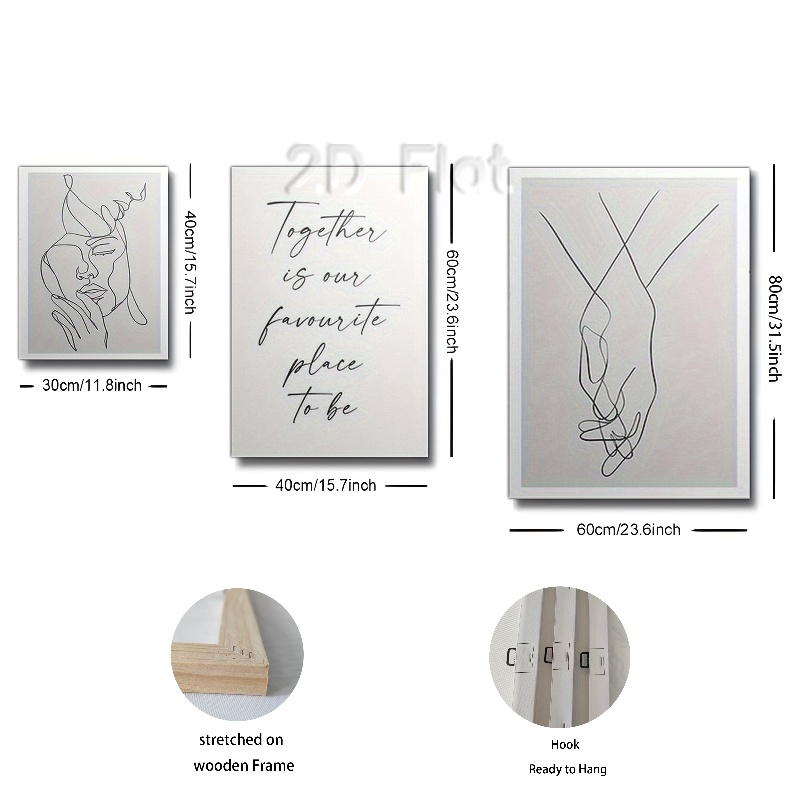 2D Flat
40cm/15.7inch
30cm/11.8inch
Together
is our
favourite
place
to be
60cm/23.6inch
40cm/15.7inch
80cm/31.5inch
60cm/23.6inch
stretched on
wooden Frame
Hook
Ready to Hang